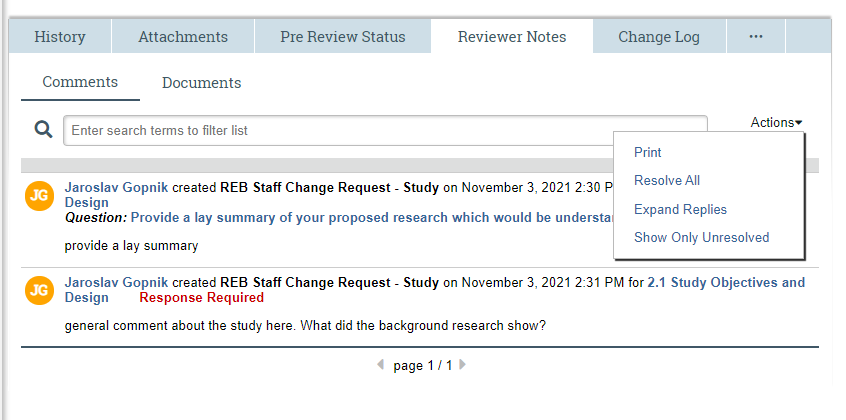 History Attachments Pre Review Status Reviewer Notes Change Log ...
Comments Documents
Enter search terms to filter list
Actions
Print
Resolve All
Expand Replies
Show Only Unresolved
JG
Jaroslav Gopnik created REB Staff Change Request - Study on November 3, 2021 2:30 P
Design
Question: Provide a lay summary of your proposed research which would be
provide a lay summary
JG
Jaroslav Gopnik created REB Staff Change Request - Study on November 3, 2021 2:31 PM for 2.1 Study Objectives and
Design Response Required
general comment about the study here. What did the background research show?
page 1 / 1